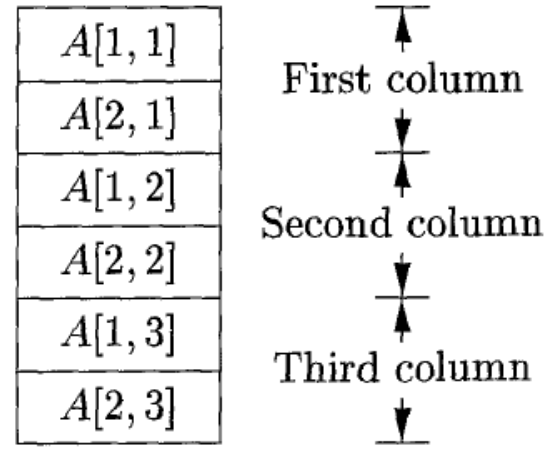 A[1, 1]
A[2, 1]
A[1, 2]
A[2, 2]
A[1, 3]
A[2, 3]
First column
Second column
Third column